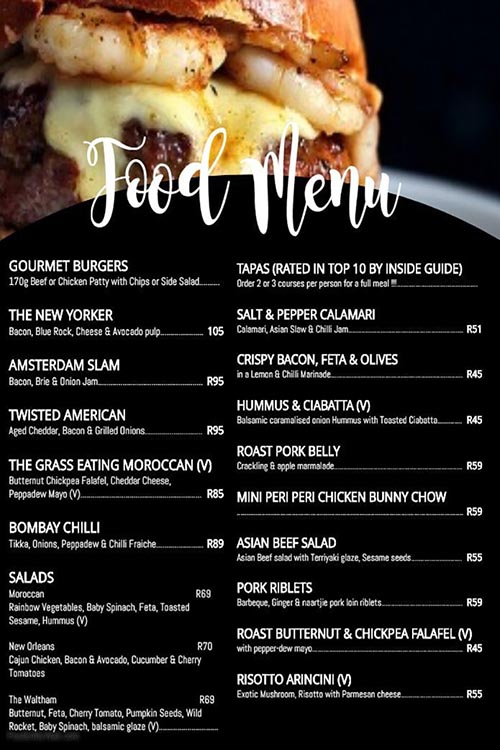 Food Menu
GOURMET BURGERS
170g Beef or Chicken Patty with Chips or Side Salad..........
THE NEW YORKER
Bacon, Blue Rock, Cheese & Avocado pulp...................... 105
AMSTERDAM SLAM
Bacon, Brie & Onion Jam...................................................... R95
TWISTED AMERICAN
Aged Cheddar, Bacon & Grilled Onions.............................. R95
THE GRASS EATING MOROCCAN (V)
Butternut Chickpea Falafel, Cheddar Cheese,
Peppadew Mayo (V)............................................................. R85
BOMBAY CHILLI
Tikka, Onions, Peppadew & Chilli Fraiche......................... R89
SALADS
Moroccan R69
Rainbow Vegetables, Baby Spinach, Feta, Toasted
Sesame, Hummus (V)
New Orleans R70
Cajun Chicken, Bacon & Avocado, Cucumber & Cherry
Tomatoes
The Waltham R69
Butternut, Feta, Cherry Tomato, Pumpkin Seeds, Wild
Rocket, Baby Spinach, balsamic glaze (V)..............................
TAPAS (RATED IN TOP 10 BY INSIDE GUIDE)
Order 2 or 3 courses per person for a full meal !!!..............................
SALT & PEPPER CALAMARI
Calamari, Asian Slaw & Chilli Jam.................................................. R51
CRISPY BACON, FETA & OLIVES
in a Lemon & Chilli Marinade.......................................................... R45
HUMMUS & CIABATTA (V)
Balsamic caramalised onion Hummus with Toasted Ciabatta.......... R45
ROAST PORK BELLY
Crackling & apple marmalade......................................................... R59
MINI PERI PERI CHICKEN BUNNY CHOW
........................................................................................................ R59
ASIAN BEEF SALAD
Asian Beef salad with Terriyaki glaze, Sesame seeds..................... R55
PORK RIBLETS
Barbeque, Ginger & naartjie pork loin riblets................................ R59
ROAST BUTTERNUT & CHICKPEA FALAFEL (V)
with pepper-dew mayo.................................................................... R45
RISOTTO ARINCINI (V)
Exotic Mushroom, Risotto with Parmesan cheese.......................... R55